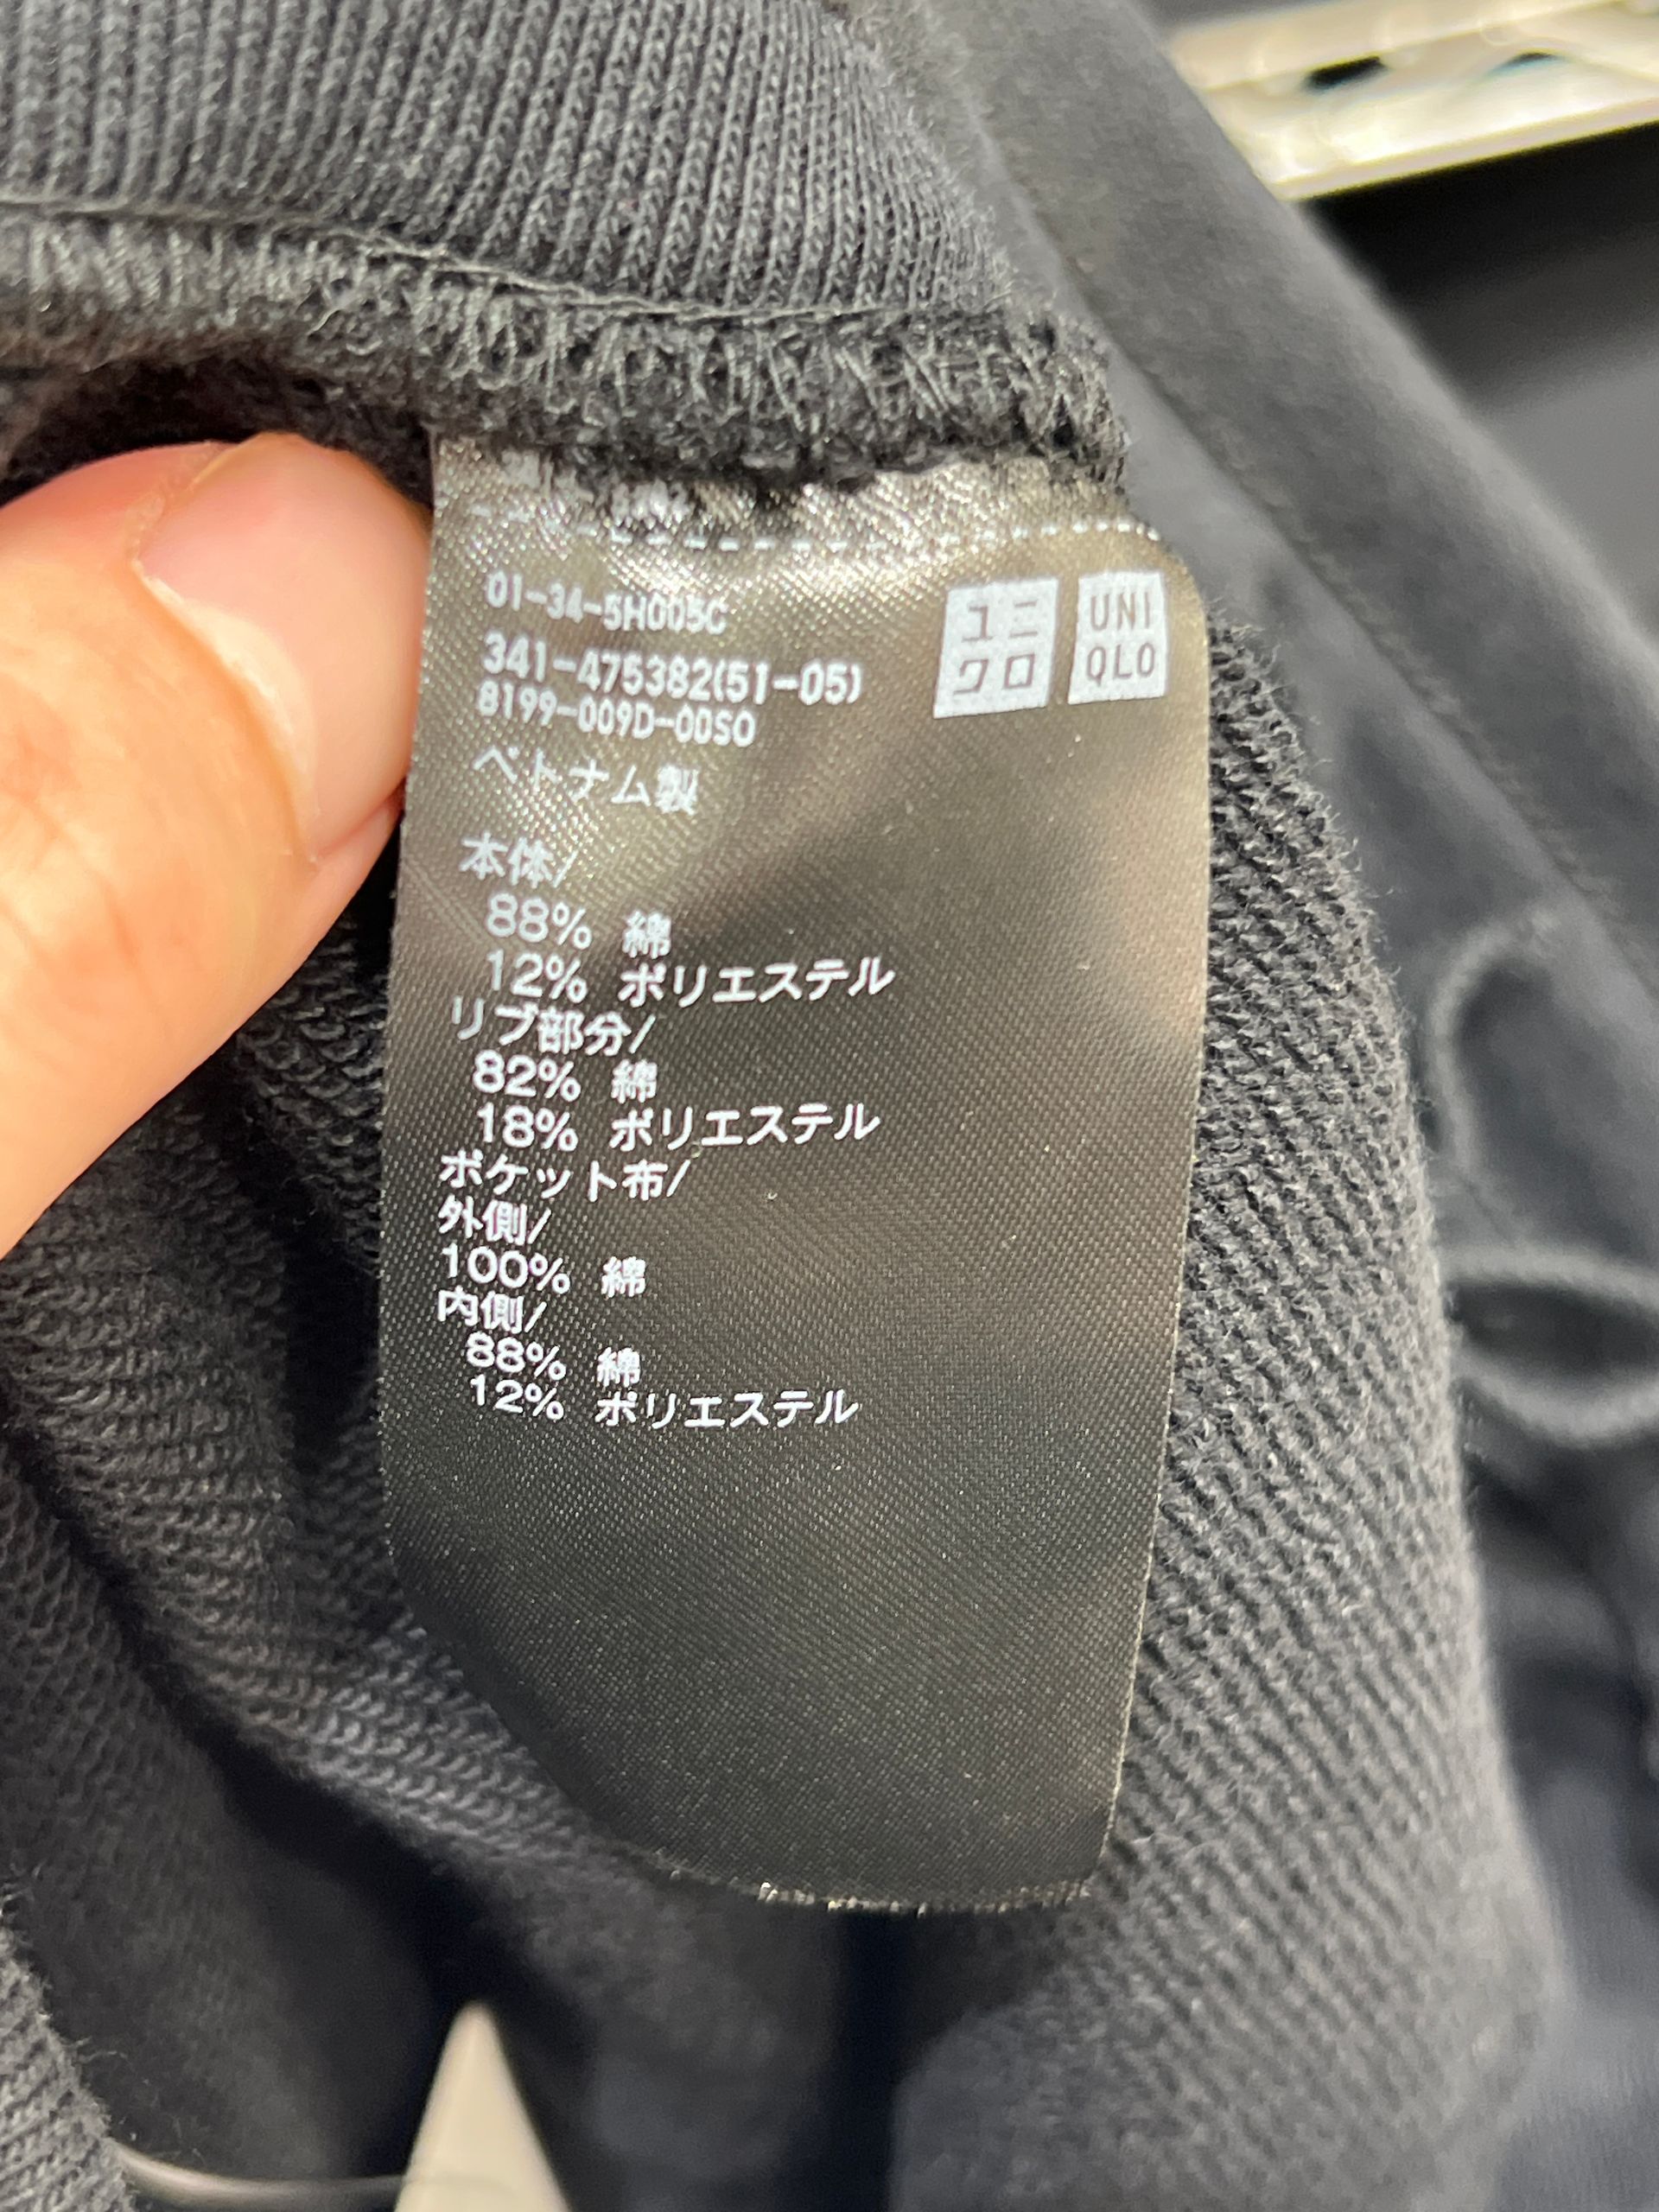 01-34-5H005C
341-475382(51-05)
8199-009D-00SO
ユニ
クロ
UNI
QLO
ベトナム製
本体/
88% 綿
12% ポリエステル
リブ部分/
82% 綿
18% ポリエステル
ポケット布/
外側/
100% 綿
内側/
88% 綿
12% ポリエステル